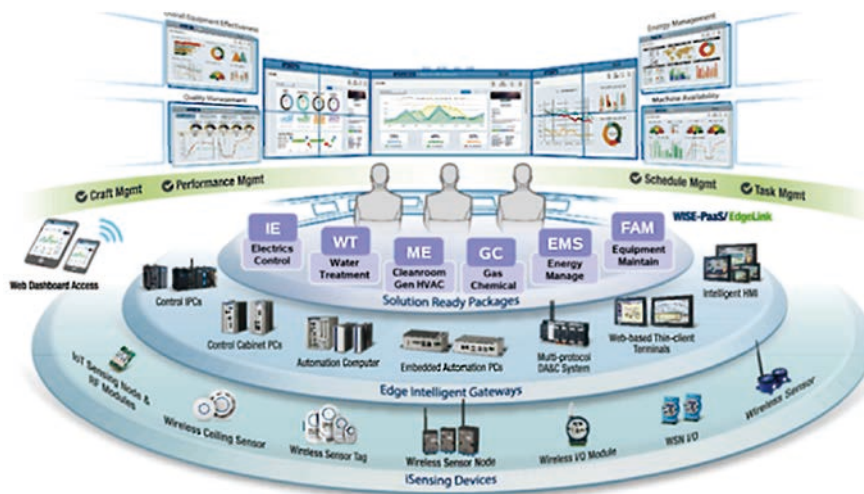 Overall Equipment Effectiveness
Energy Management
Quality Management
Machine Availability
Craft Mgmt
Performance Mgmt
Schedule Mgmt
Task Mgmt
WISE-PaaS/EdgeLink
Web Dashboard Access
IE
Electrics
Control
WT
Water
Treatment
ME
Cleanroom
Gen HVAC
GC
Gas
Chemical
EMS
Energy
Manage
FAM
Equipment
Maintain
Solution Ready Packages
Control IPCs
Control Cabinet PCs
Automation Computer
Embedded Automation PCs
Multi-protocol
DA&C System
Web-based Thin-client
Terminals
Intelligent HMI
Edge Intelligent Gateways
IoT Sensing Node &
RF Modules
Wireless Ceiling Sensor
Wireless Sensor Tag
Wireless Sensor Node
Wireless I/O Module
WSN I/O
Wireless Sensor
iSensing Devices